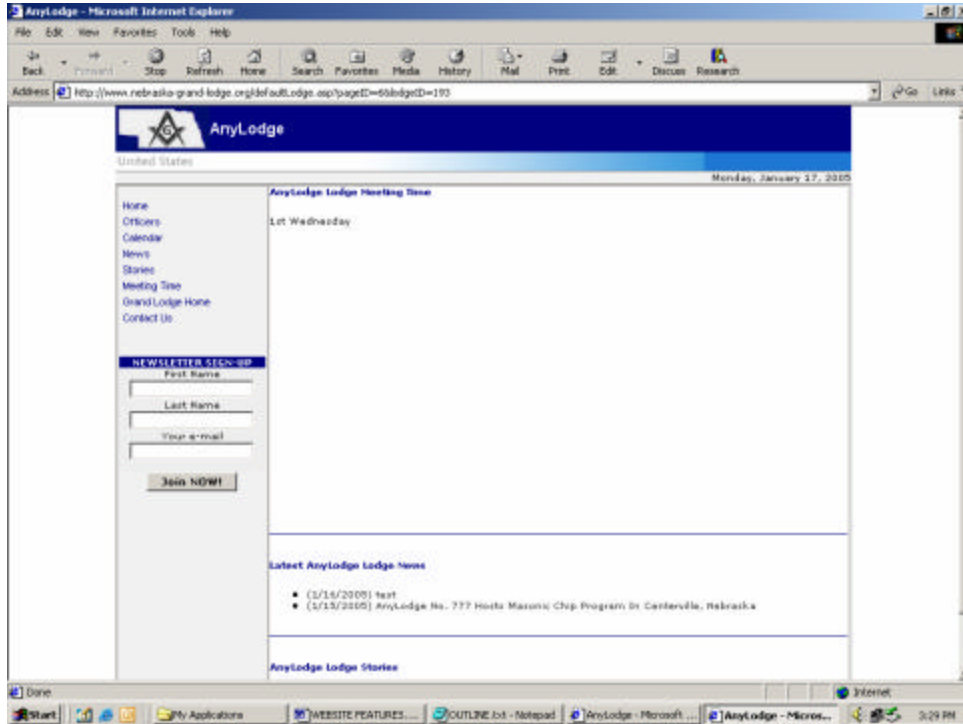 AnyLodge - Microsoft Internet Explorer
File Edit View Favorites Tools Help
Back Forward Stop Refresh Home Search Favorites Media History Mail Print Edit Discuss Research
Address http://www.nebraska-grand-lodge.org/defaultLodge.asp?pageID=6&lodgeID=193 Go Links
AnyLodge
United States
Monday, January 17, 2005
Home
Officers
Calendar
News
Stories
Meeting Time
Grand Lodge Home
Contact Us
NEWSLETTER SIGN-UP
First Name
Last Name
Your e-mail
Join NOW!
AnyLodge Lodge Meeting Time
1st Wednesday
Latest AnyLodge Lodge News
(1/16/2005) test
(1/15/2005) AnyLodge No. 777 Hosts Masonic Chip Program In Centerville, Nebraska
AnyLodge Lodge Stories
Done Internet
Start My Applications WEBSITE FEATURES.... OUTLINE.txt - Notepad AnyLodge - Microsoft ... AnyLodge - Micros... 3:29 PM